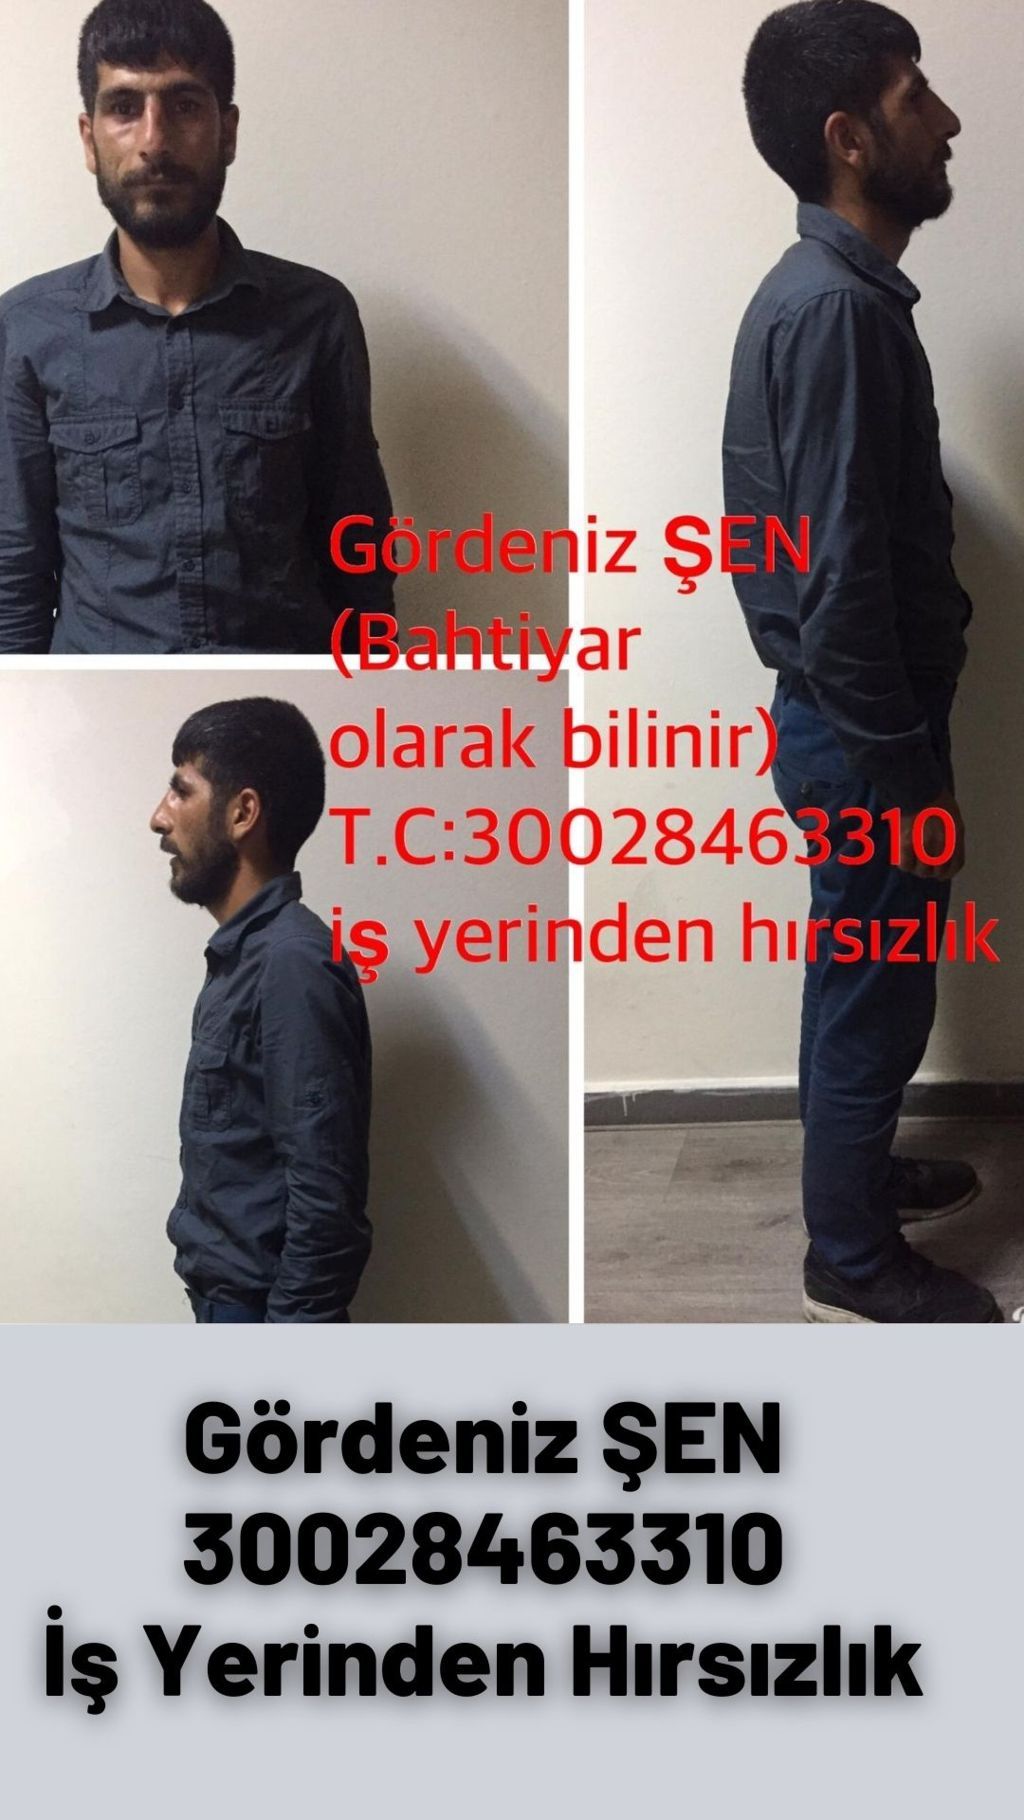 Gördeniz ŞEN
(Bahtiyar
olarak bilinir)
T.C:30028463310
iş yerinden hırsızlık
Gördeniz ŞEN
30028463310
İş Yerinden Hırsızlık